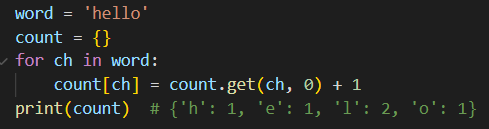 word = 'hello'
count = {}
for ch in word:
    count[ch] = count.get(ch, 0) + 1
print(count)  # {'h': 1, 'e': 1, 'l': 2, 'o': 1}